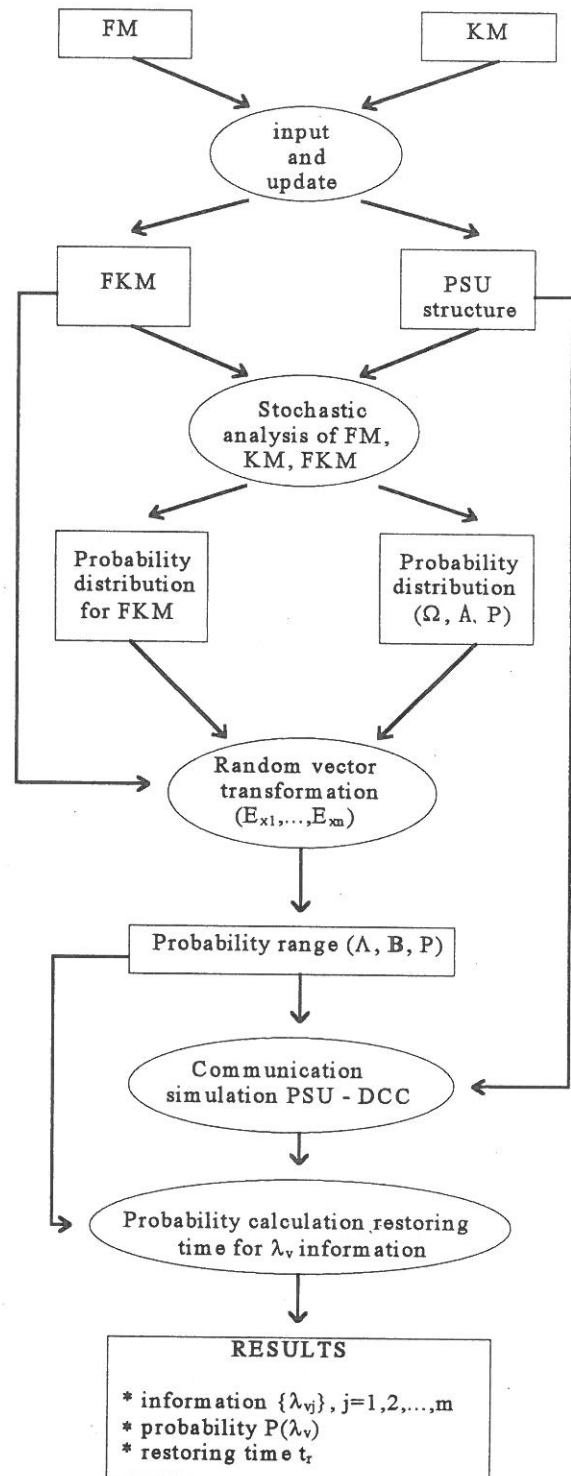 FM
KM
input
and
update
FKM
PSU
structure
Stochastic
analysis of FM,
KM, FKM
Probability
distribution
for FKM
Probability
distribution
(Ω, A, P)
Random vector
transformation
(Eₓ₁,...,Eₓₙ)
Probability range (Λ, B, P)
Communication
simulation PSU - DCC
Probability calculation restoring
time for λᵥ information
RESULTS
* information {λᵥⱼ}, j=1,2,...,m
* probability P(λᵥ)
* restoring time tᵣ